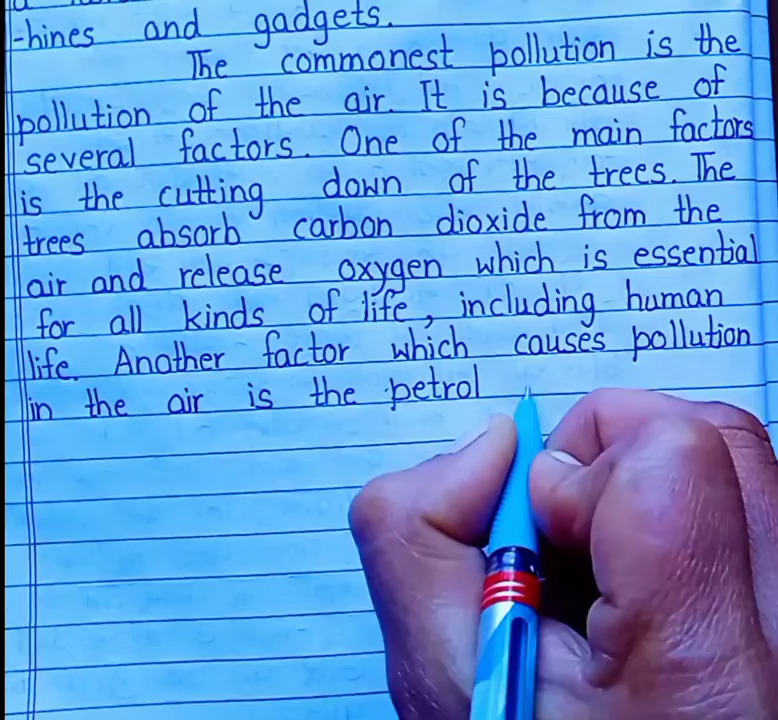 -hines and gadgets.
The commonest pollution is the
pollution of the air. It is because of
several factors. One of the main factors
is the cutting down of the trees. The
trees absorb carbon dioxide from the
air and release oxygen which is essential
for all kinds of life, including human
life. Another factor which causes pollution
in the air is the petrol